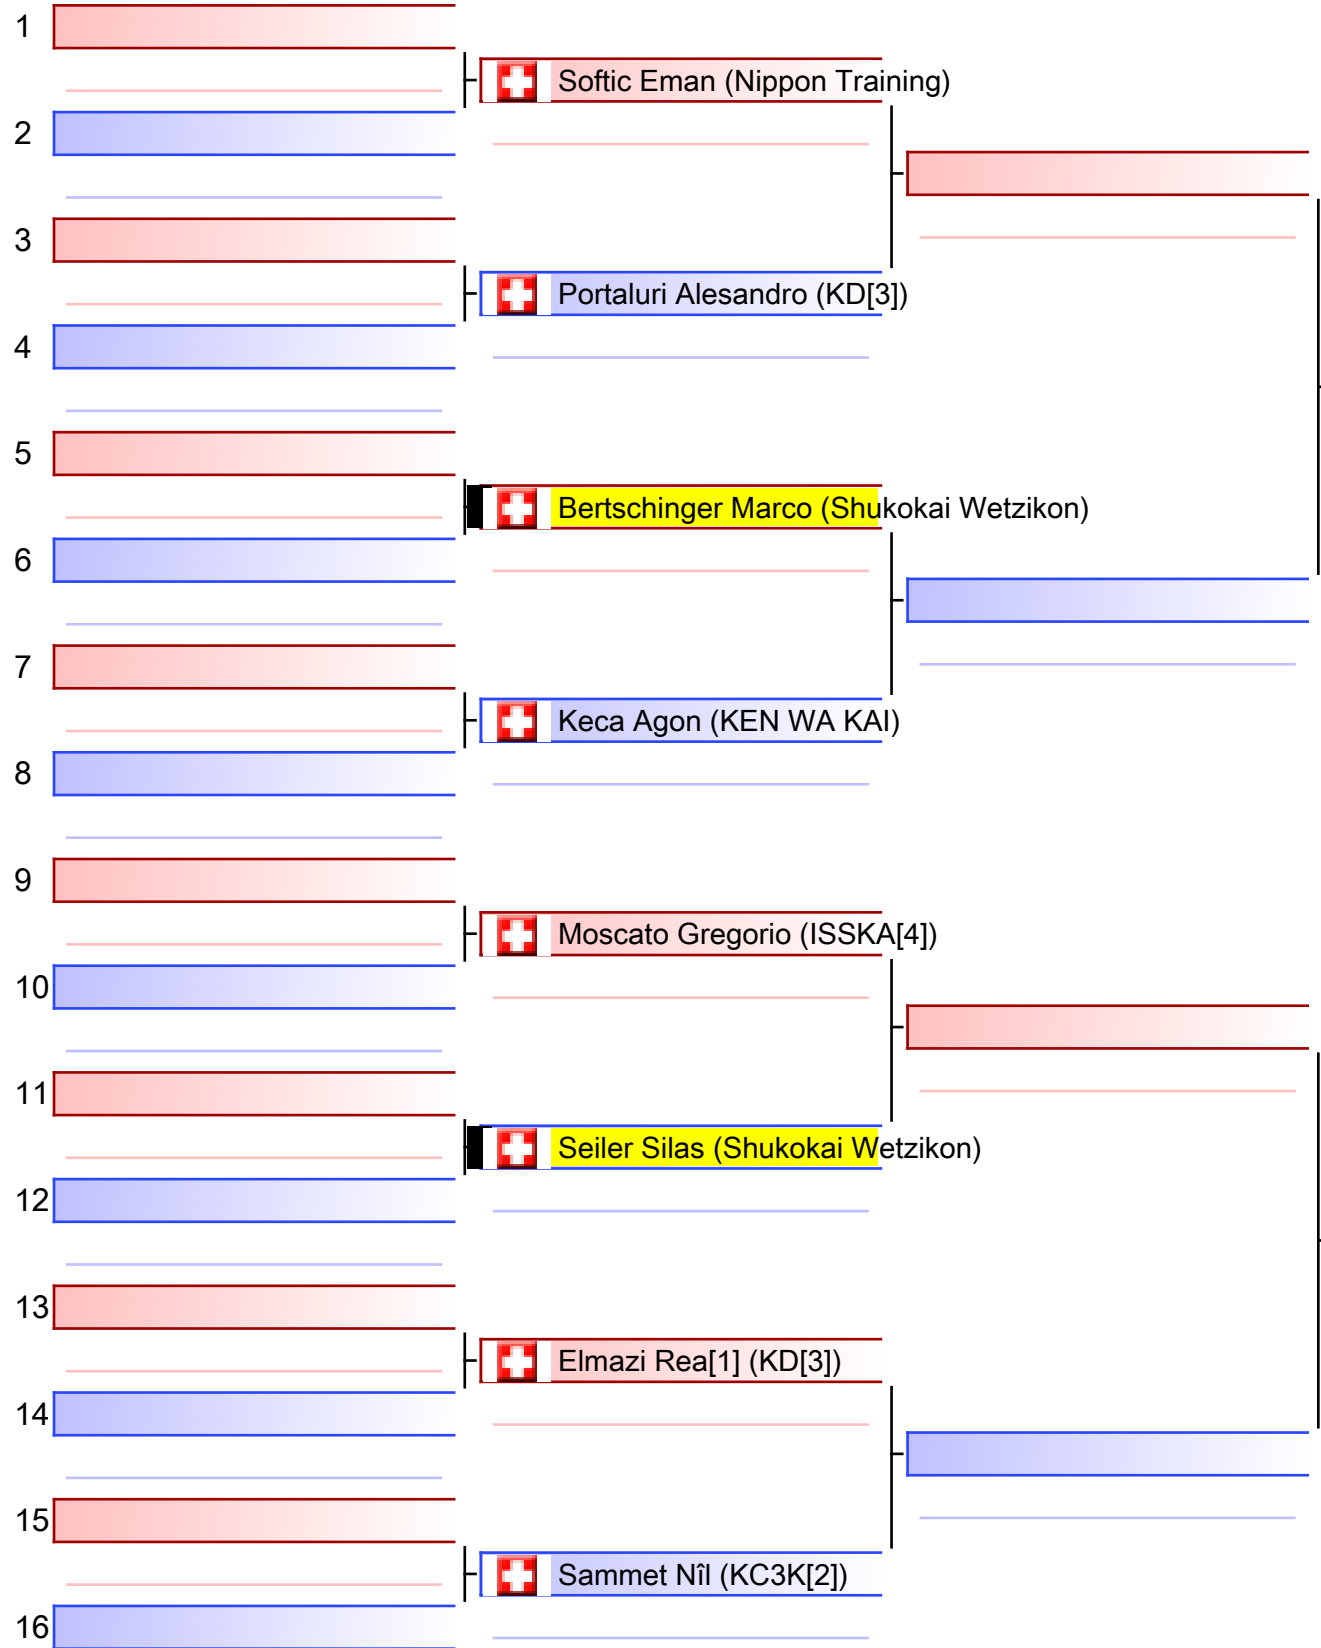 1
Softic Eman (Nippon Training)
2
3
Portaluri Alesandro (KD[3])
4
5
Bertschinger Marco (Shukokai Wetzikon)
6
7
Keca Agon (KEN WA KAI)
8
9
Moscato Gregorio (ISSKA[4])
10
11
Seiler Silas (Shukokai Wetzikon)
12
13
Elmazi Rea[1] (KD[3])
14
15
Sammet Nîl (KC3K[2])
16